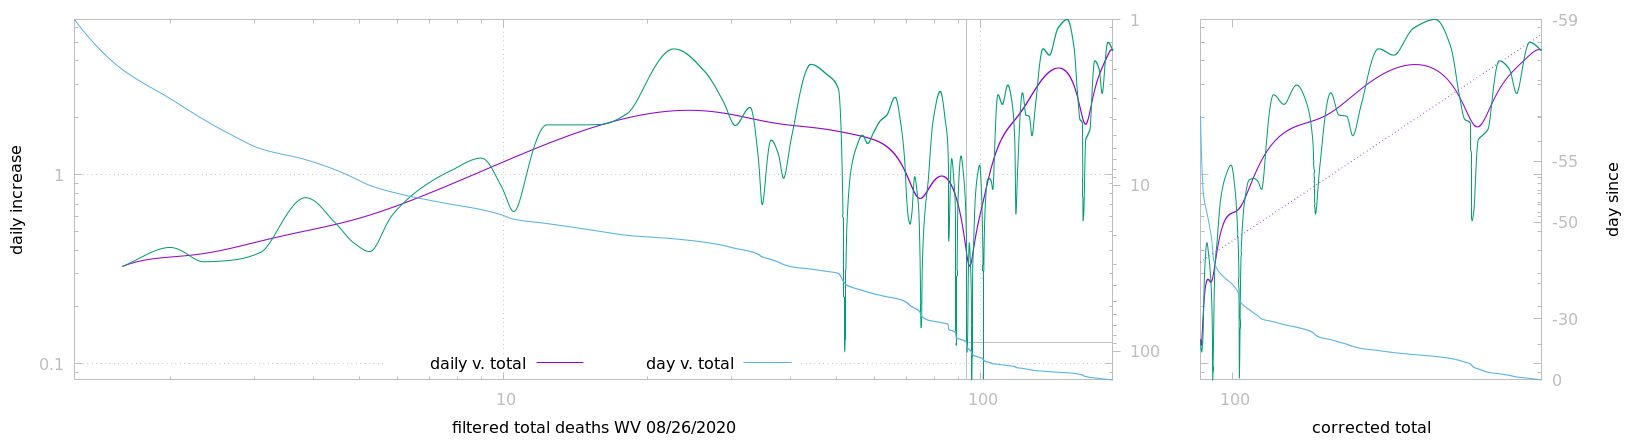 daily increase
1
0.1
daily v. total
day v. total
10
100
filtered total deaths WV 08/26/2020
1
10
100
100
corrected total
-59
-55
-50
-30
0
day since